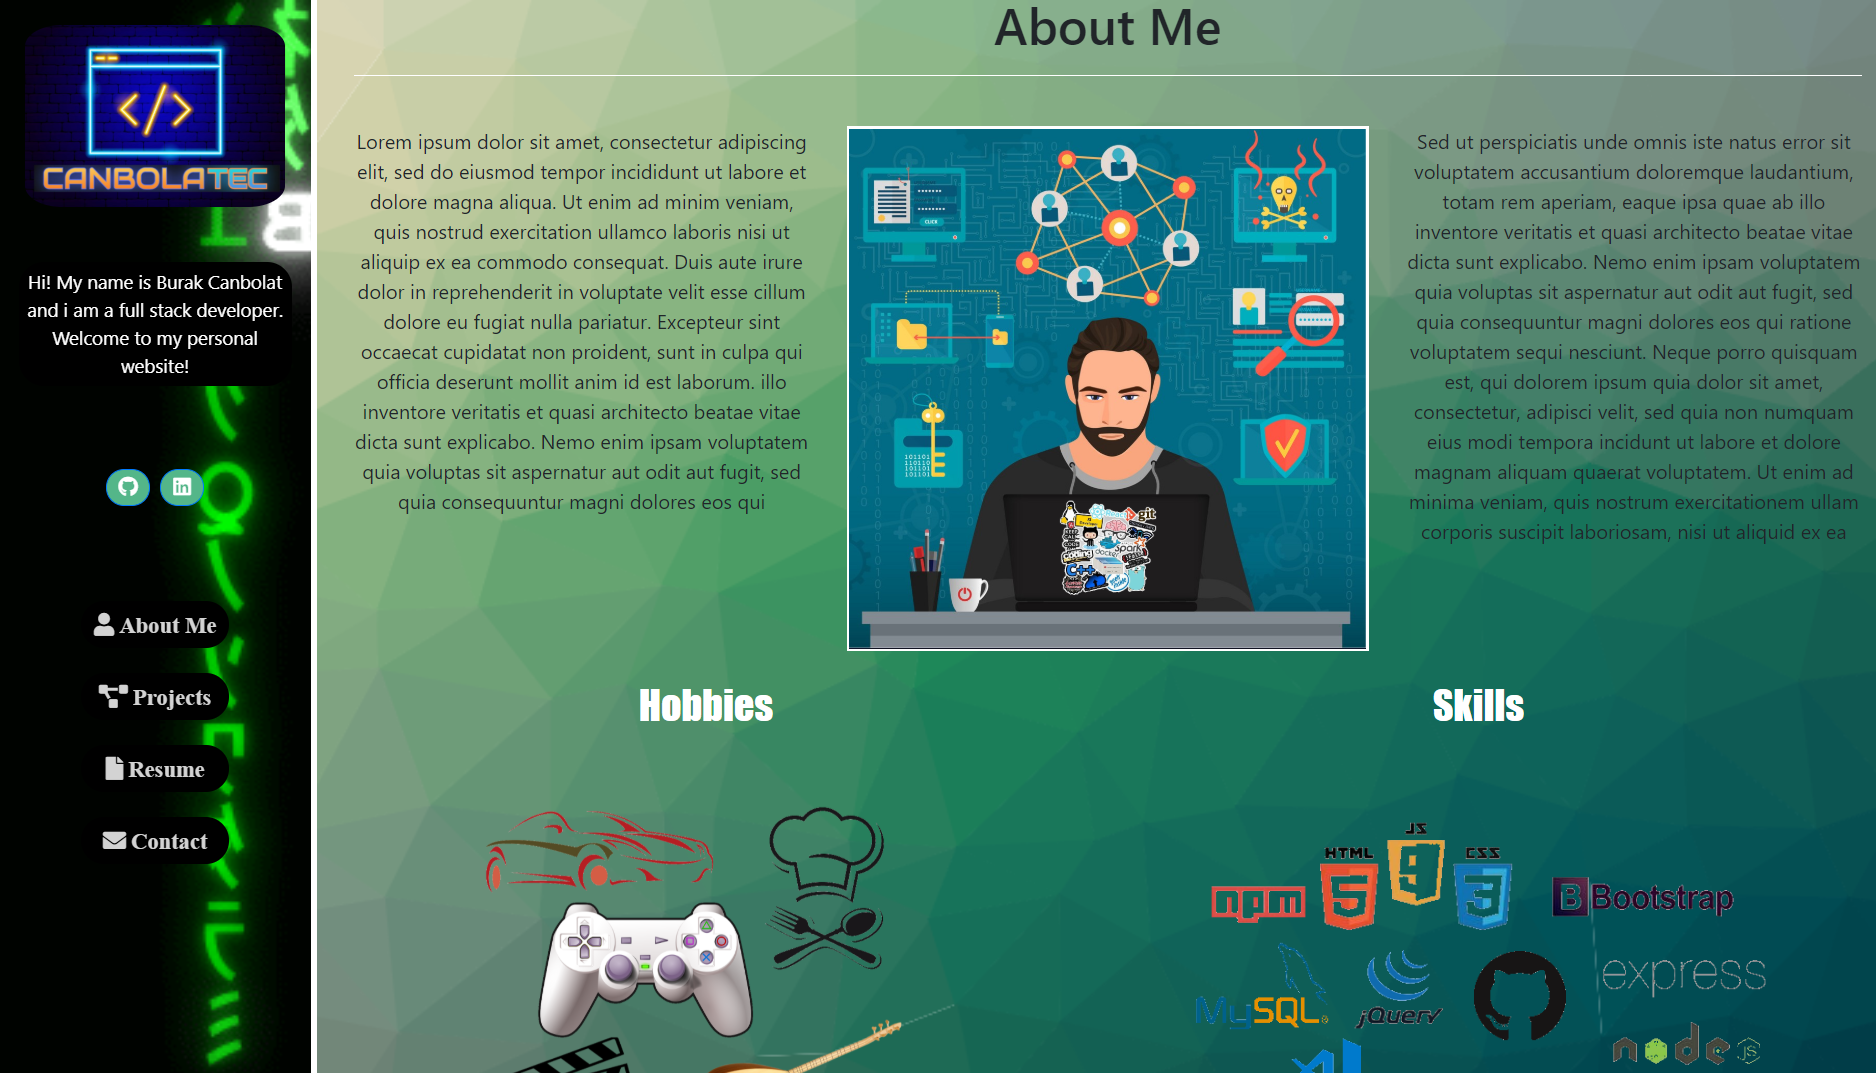 CANBOLATEC
Hi! My name is Burak Canbolat
and i am a full stack developer.
Welcome to my personal
website!
About Me
Projects
Resume
Contact
About Me
Lorem ipsum dolor sit amet, consectetur adipiscing
elit, sed do eiusmod tempor incididunt ut labore et
dolore magna aliqua. Ut enim ad minim veniam,
quis nostrud exercitation ullamco laboris nisi ut
aliquip ex ea commodo consequat. Duis aute irure
dolor in reprehenderit in voluptate velit esse cillum
dolore eu fugiat nulla pariatur. Excepteur sint
occaecat cupidatat non proident, sunt in culpa qui
officia deserunt mollit anim id est laborum. illo
inventore veritatis et quasi architecto beatae vitae
dicta sunt explicabo. Nemo enim ipsam voluptatem
quia voluptas sit aspernatur aut odit aut fugit, sed
quia consequuntur magni dolores eos qui
CLICK
git
docker
Spark
Coding
C++
Sed ut perspiciatis unde omnis iste natus error sit
voluptatem accusantium doloremque laudantium,
totam rem aperiam, eaque ipsa quae ab illo
inventore veritatis et quasi architecto beatae vitae
dicta sunt explicabo. Nemo enim ipsam voluptatem
quia voluptas sit aspernatur aut odit aut fugit, sed
quia consequuntur magni dolores eos qui ratione
voluptatem sequi nesciunt. Neque porro quisquam
est, qui dolorem ipsum quia dolor sit amet,
consectetur, adipisci velit, sed quia non numquam
eius modi tempora incidunt ut labore et dolore
magnam aliquam quaerat voluptatem. Ut enim ad
minima veniam, quis nostrum exercitationem ullam
corporis suscipit laboriosam, nisi ut aliquid ex ea
Hobbies
Skills
npm
HTML
5
JS
CSS
3
B Bootstrap
MySQL®
jQuery
express
node JS